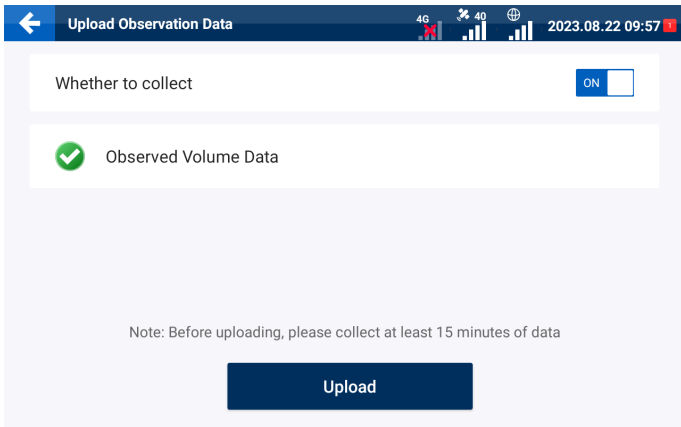 Upload Observation Data
4G 40 2023.08.22 09:57 1
Whether to collect ON
Observed Volume Data
Note: Before uploading, please collect at least 15 minutes of data
Upload